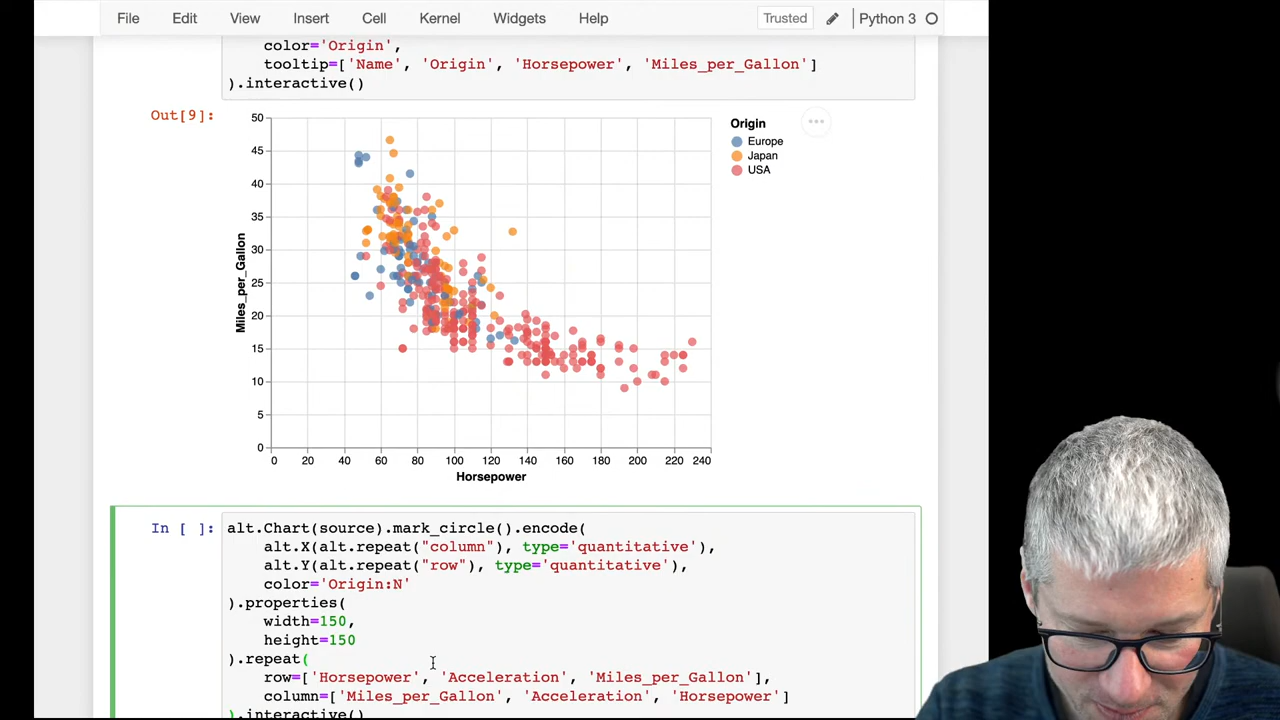 File Edit View Insert Cell Kernel Widgets Help Trusted Python 3
color='Origin',
tooltip=['Name', 'Origin', 'Horsepower', 'Miles_per_Gallon']
).interactive()
Out[9]:
Origin
Europe
Japan
USA
50
45
40
35
30
25
20
15
10
5
0
Miles_per_Gallon
0 20 40 60 80 100 120 140 160 180 200 220 240
Horsepower
In [ ]: alt.Chart(source).mark_circle().encode(
alt.X(alt.repeat("column"), type='quantitative'),
alt.Y(alt.repeat("row"), type='quantitative'),
color='Origin:N'
).properties(
width=150,
height=150
).repeat(
row=['Horsepower', 'Acceleration', 'Miles_per_Gallon'],
column=['Miles_per_Gallon', 'Acceleration', 'Horsepower']
).interactive()